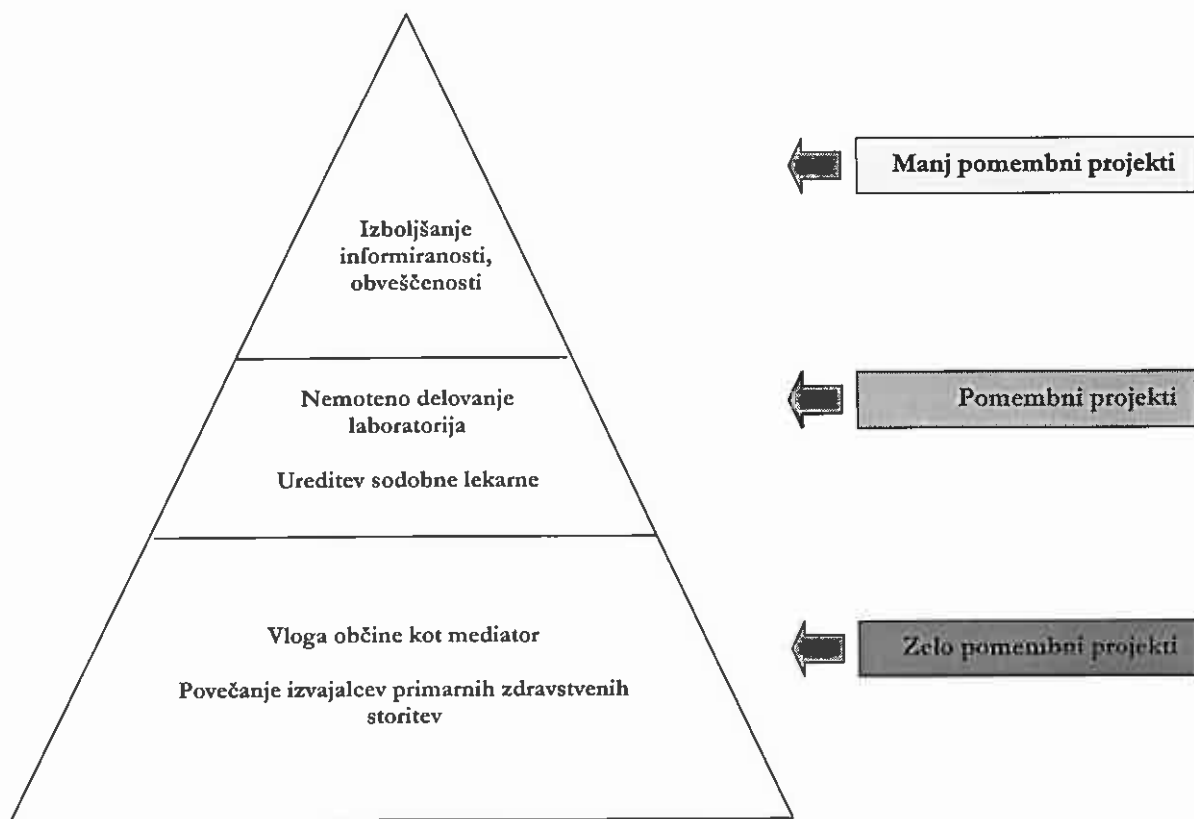 Manj pomembni projekti
Izboljšanje
informiranosti,
obveščenosti
Pomembni projekti
Nemoteno delovanje
laboratorija
Ureditev sodobne lekarne
Zelo pomembni projekti
Vloga občine kot mediator
Povečanje izvajalcev primarnih zdravstvenih
storitev